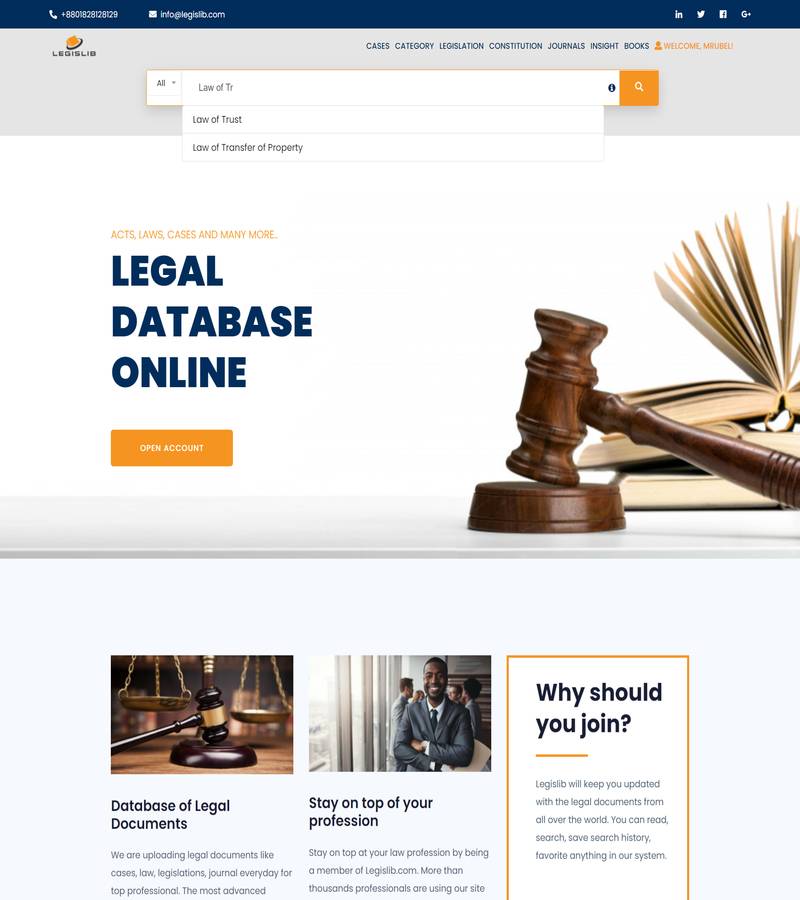 +8801828128129 info@legislib.com
LEGISLIB
CASES CATEGORY LEGISLATION CONSTITUTION JOURNALS INSIGHT BOOKS WELCOME, MRUBEL!
All Law of Tr
Law of Trust
Law of Transfer of Property
ACTS, LAWS, CASES AND MANY MORE..
LEGAL
DATABASE
ONLINE
OPEN ACCOUNT
Database of Legal
Documents
We are uploading legal documents like
cases, law, legislations, journal everyday for
top professional. The most advanced
Stay on top of your
profession
Stay on top at your law profession by being
a member of Legislib.com. More than
thousands professionals are using our site
Why should
you join?
Legislib will keep you updated
with the legal documents from
all over the world. You can read,
search, save search history,
favorite anything in our system.